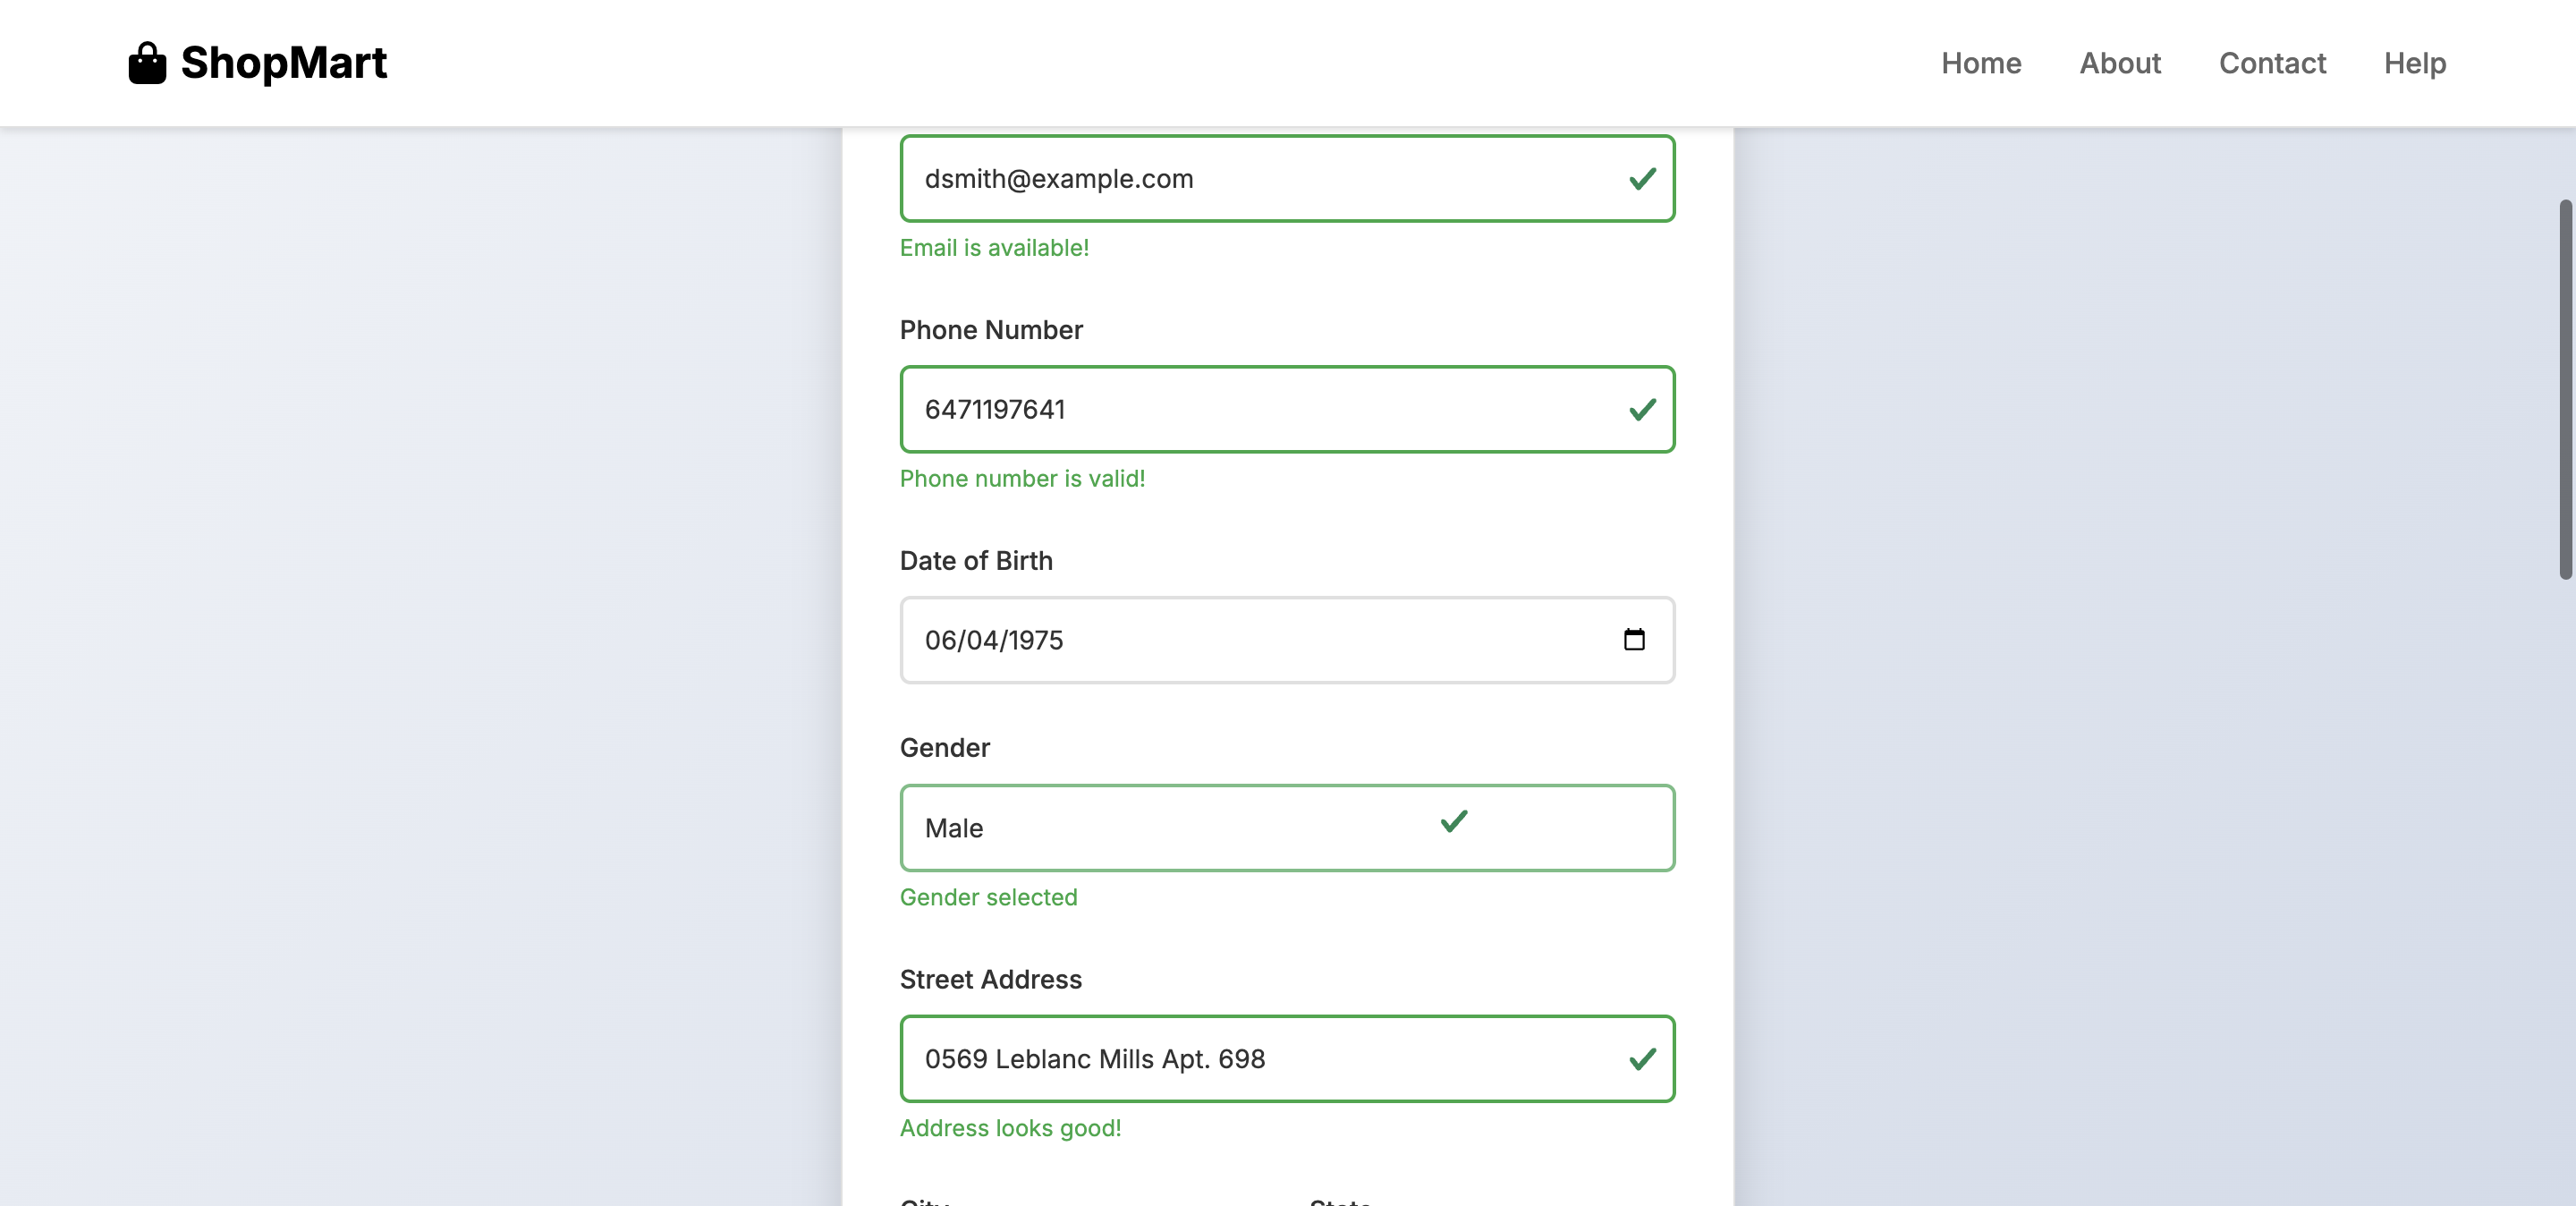 ShopMart
Home About Contact Help
dsmith@example.com
Email is available!
Phone Number
6471197641
Phone number is valid!
Date of Birth
06/04/1975
Gender
Male
Gender selected
Street Address
0569 Leblanc Mills Apt. 698
Address looks good!
City State